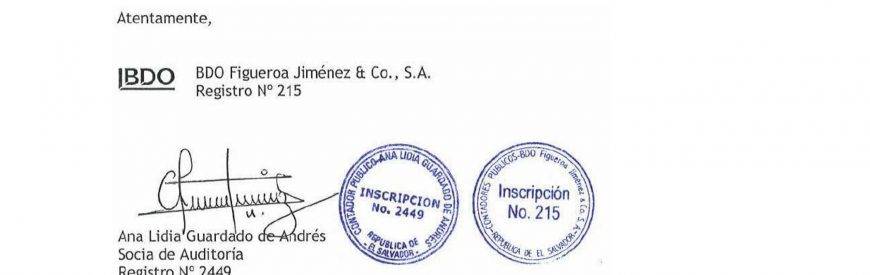 Atentamente,
BDO
BDO Figueroa Jiménez & Co., S.A.
Registro Nº 215
CONTADOR PUBLICO-ANA LIDIA GUARDADO DE ANDRES
INSCRIPCION
No. 2449
REPUBLICA DE
EL SALVADOR
CONTADORES PUBLICOS-BDO Figueroa Jiménez & Co. S.A.
Inscripción
No. 215
-REPUBLICA DE EL SALVADOR-
Ana Lidia Guardado de Andrés
Socia de Auditoría
Registro Nº 2449